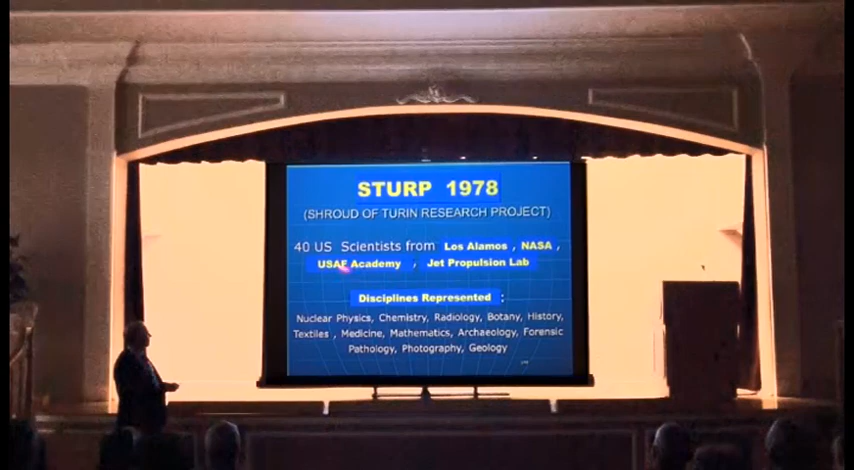 STURP 1978
(SHROUD OF TURIN RESEARCH PROJECT)
40 US Scientists from Los Alamos , NASA ,
USAF Academy , Jet Propulsion Lab
Disciplines Represented :
Nuclear Physics, Chemistry, Radiology, Botany, History,
Textiles , Medicine, Mathematics, Archaeology, Forensic
Pathology, Photography, Geology